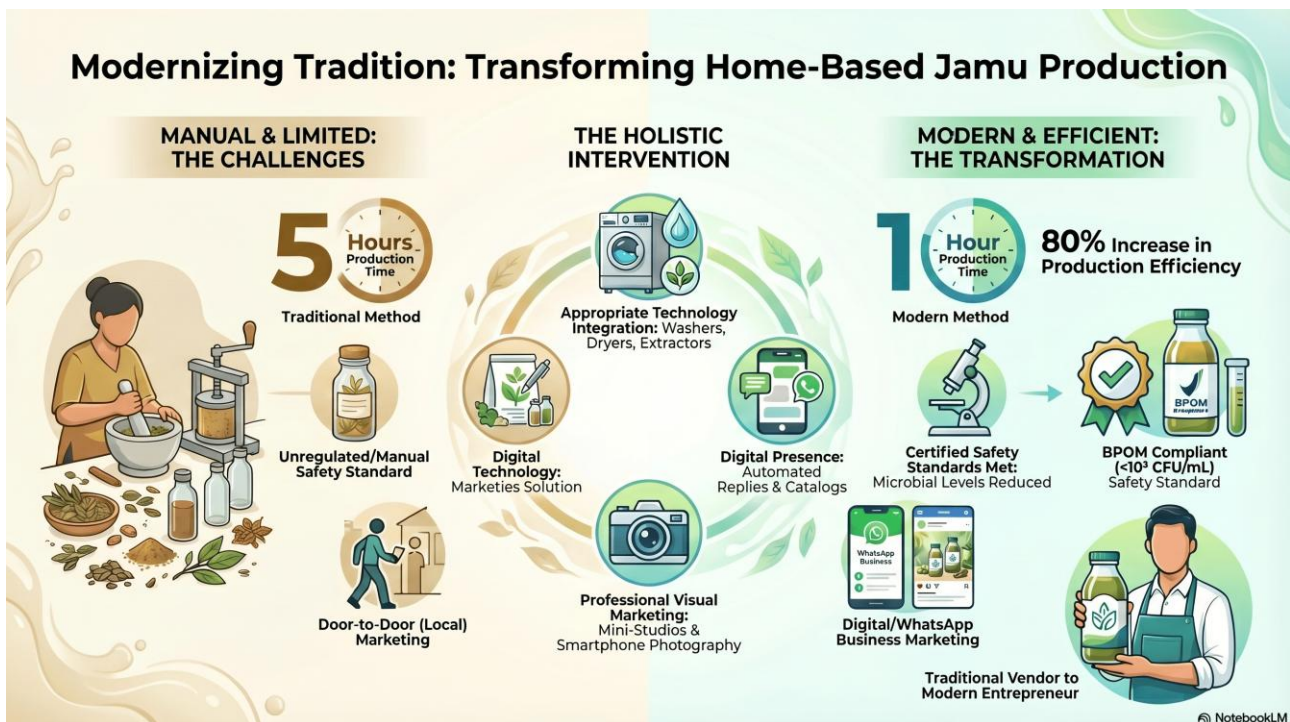 Modernizing Tradition: Transforming Home-Based Jamu Production
MANUAL & LIMITED:
THE CHALLENGES
5
Hours
Production
Time
Traditional Method
Unregulated/Manual
Safety Standard
Door-to-Door (Local)
Marketing
THE HOLISTIC
INTERVENTION
Appropriate Technology
Integration: Washers,
Dryers, Extractors
Digital
Technology:
Marketies Solution
Digital Presence:
Automated
Replies & Catalogs
Professional Visual
Marketing:
Mini-Studios &
Smartphone Photography
MODERN & EFFICIENT:
THE TRANSFORMATION
1
Hour
Production
Time
Modern Method
80% Increase in
Production Efficiency
Certified Safety
Standards Met:
Microbial Levels Reduced
BPOM
BPOM Compliant
(<10³ CFU/mL)
Safety Standard
WhatsApp
Business
Digital/WhatsApp
Business Marketing
Traditional Vendor to
Modern Entrepreneur
NotebookLM